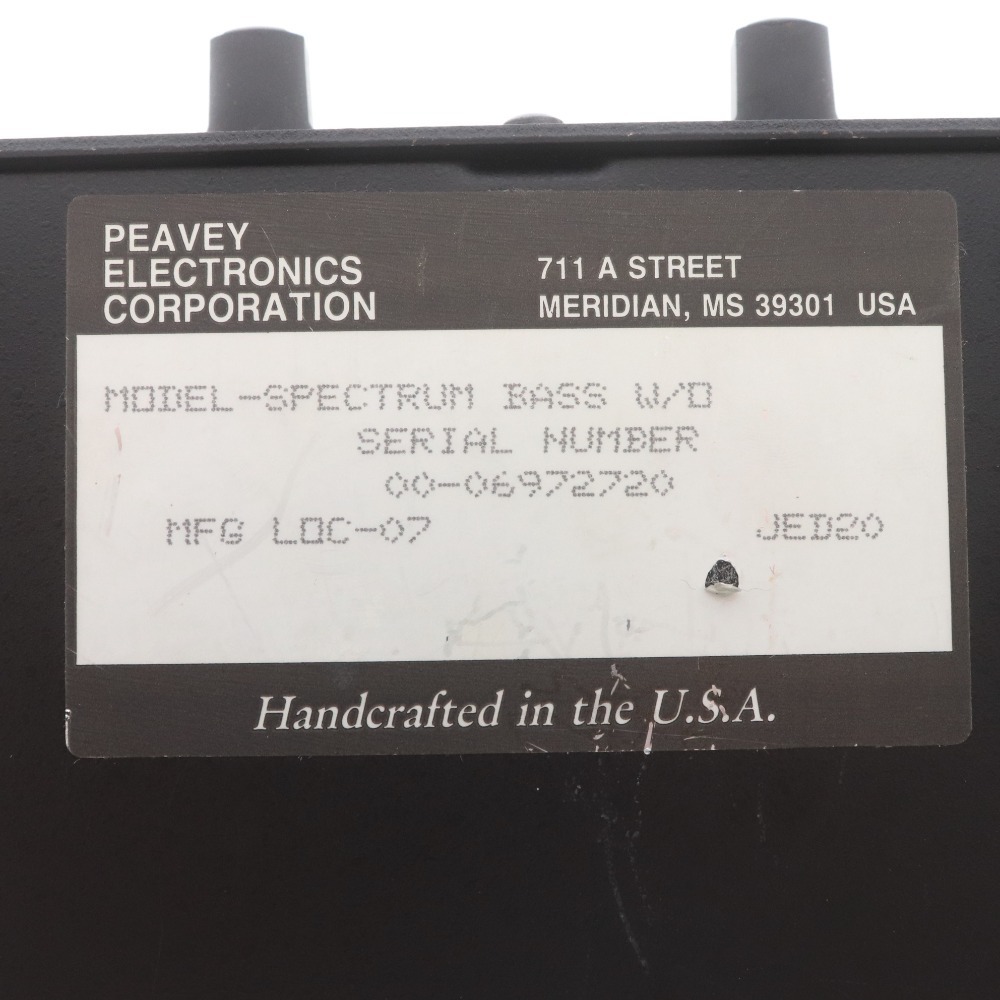 PEAVEY
ELECTRONICS
CORPORATION
711 A STREET
MERIDIAN, MS 39301 USA
MODEL-SPECTRUM BASS W/O
SERIAL NUMBER
00-06972720
MFG LOC-07 JED20
Handcrafted in the U.S.A.